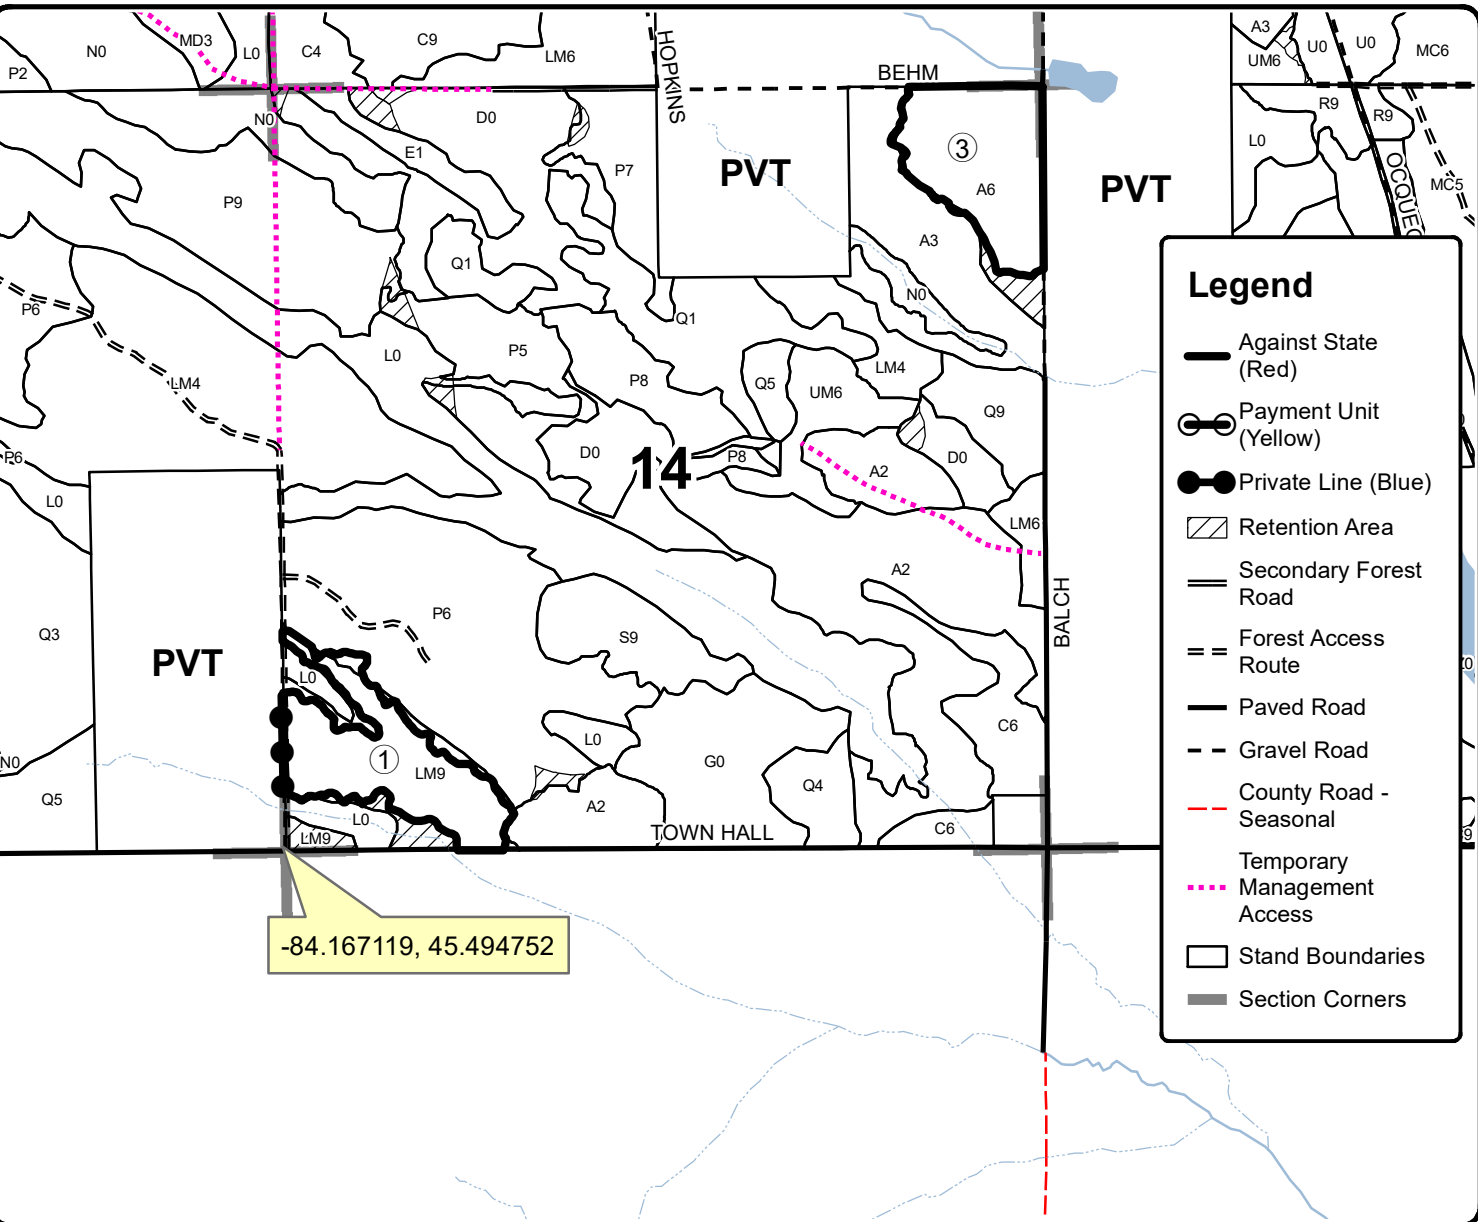 N0
MD3
L0
C4
C9
LM6
P2
HOPKINS
BEHM
A3
UM6
U0
U0
MC6
N0
D0
E1
P7
PVT
3
A6
PVT
R9
R9
L0
OCQUEO
MC5
P9
Q1
A3
N0
P6
L0
P5
Q1
P8
Q5
UM6
LM4
Q9
LM4
D0
14
P8
A2
D0
P6
L0
LM6
A2
BALCH
Q3
PVT
P6
S9
L0
C6
L0
G0
1
LM9
Q4
N0
Q5
A2
L0
LM9
TOWN HALL
C6
-84.167119, 45.494752
Legend
Against State
(Red)
Payment Unit
(Yellow)
Private Line (Blue)
Retention Area
Secondary Forest
Road
Forest Access
Route
Paved Road
Gravel Road
County Road -
Seasonal
Temporary
Management
Access
Stand Boundaries
Section Corners